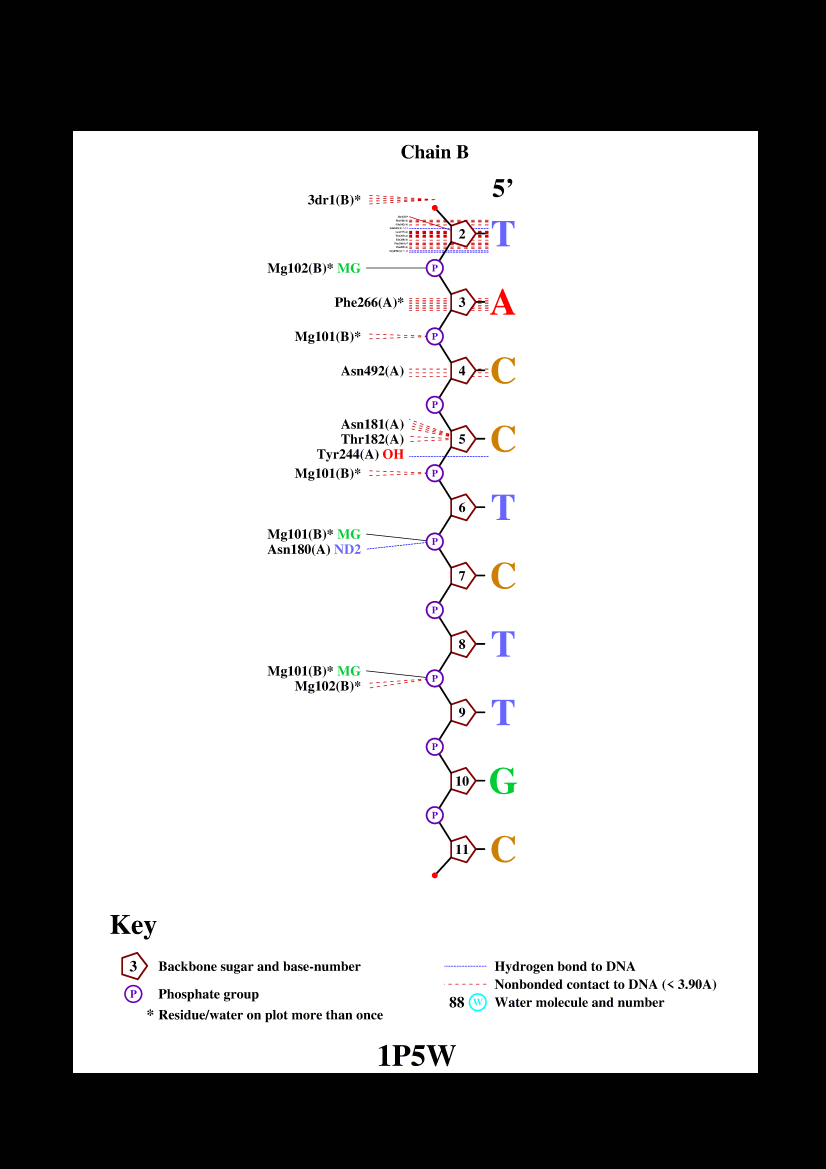 Chain B
5’
3dr1(B)*
2 T
P
Mg102(B)* MG
Phe266(A)* 3 A
Mg101(B)* P
Asn492(A) 4 C
P
Asn181(A)
Thr182(A) 5 C
Tyr244(A) OH
Mg101(B)* P
6 T
Mg101(B)* MG P
Asn180(A) ND2
7 C
P
8 T
Mg101(B)* MG P
Mg102(B)*
9 T
P
10 G
P
11 C
Key
3 Backbone sugar and base-number
P Phosphate group
* Residue/water on plot more than once
Hydrogen bond to DNA
Nonbonded contact to DNA (< 3.90A)
88 W Water molecule and number
1P5W